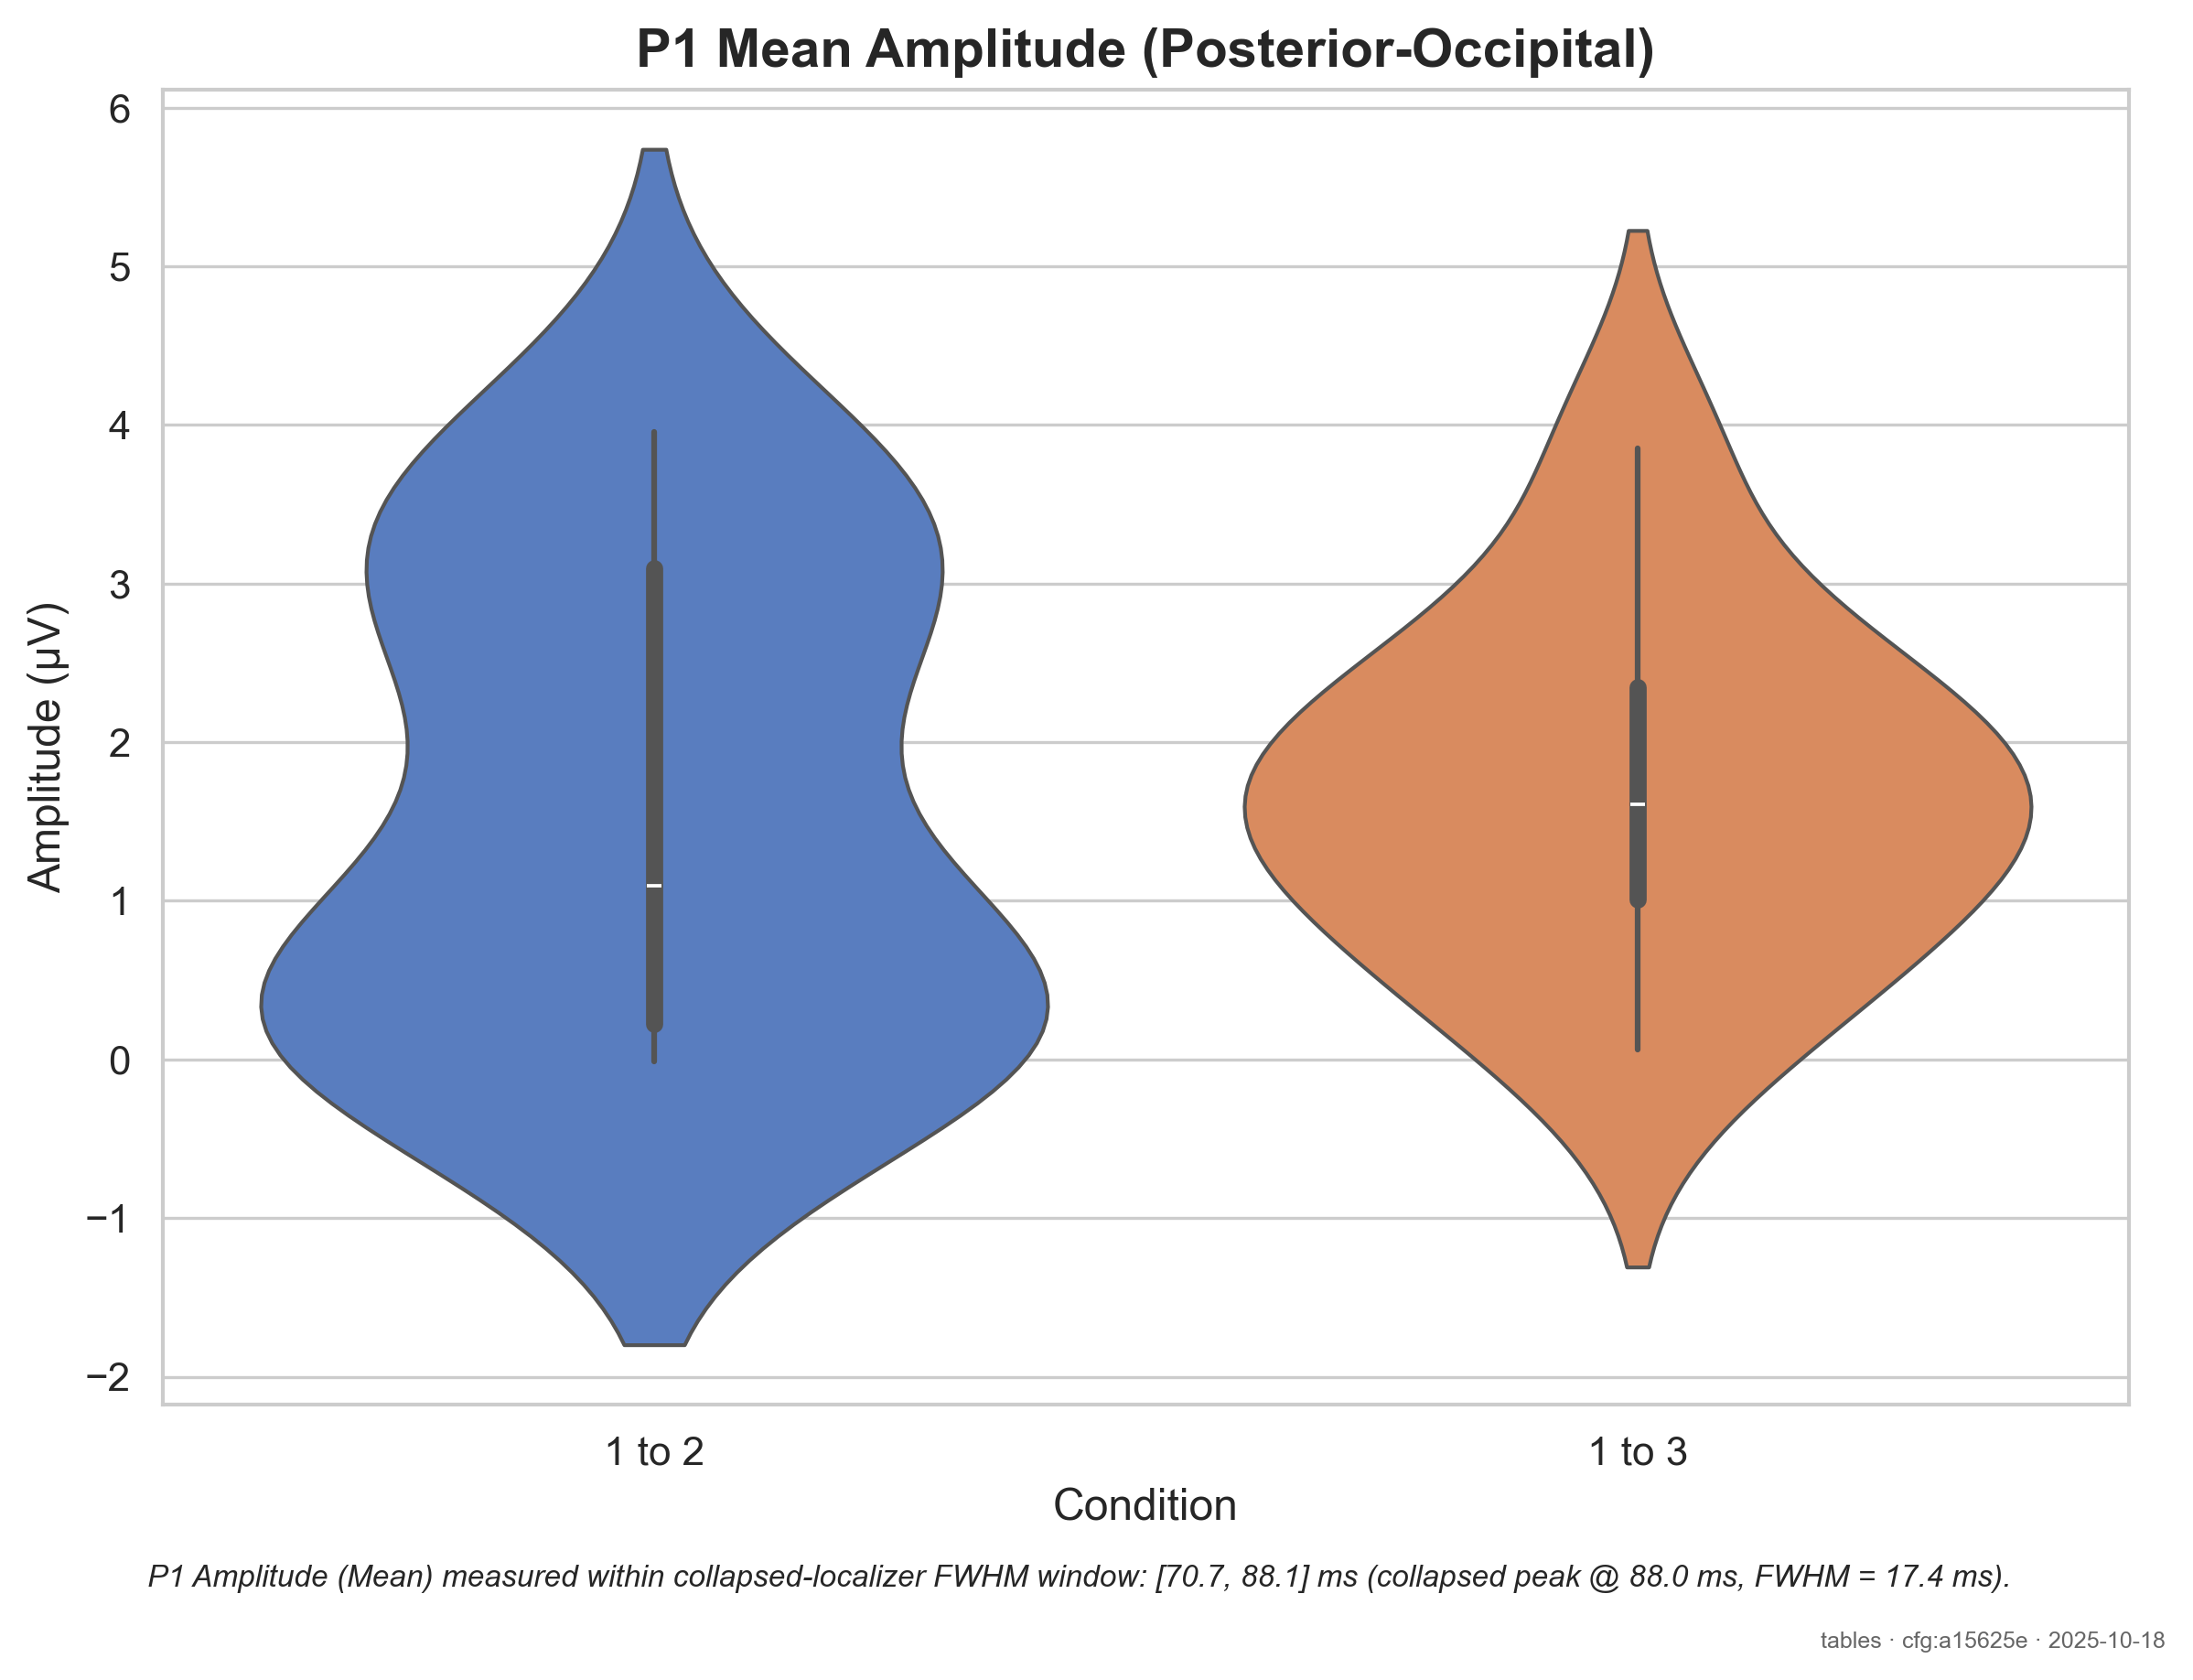 P1 Mean Amplitude (Posterior-Occipital)
6
5
4
3
2
1
0
−1
−2
Amplitude (μV)
1 to 2
1 to 3
Condition
P1 Amplitude (Mean) measured within collapsed-localizer FWHM window: [70.7, 88.1] ms (collapsed peak @ 88.0 ms, FWHM = 17.4 ms).
tables · cfg:a15625e · 2025-10-18